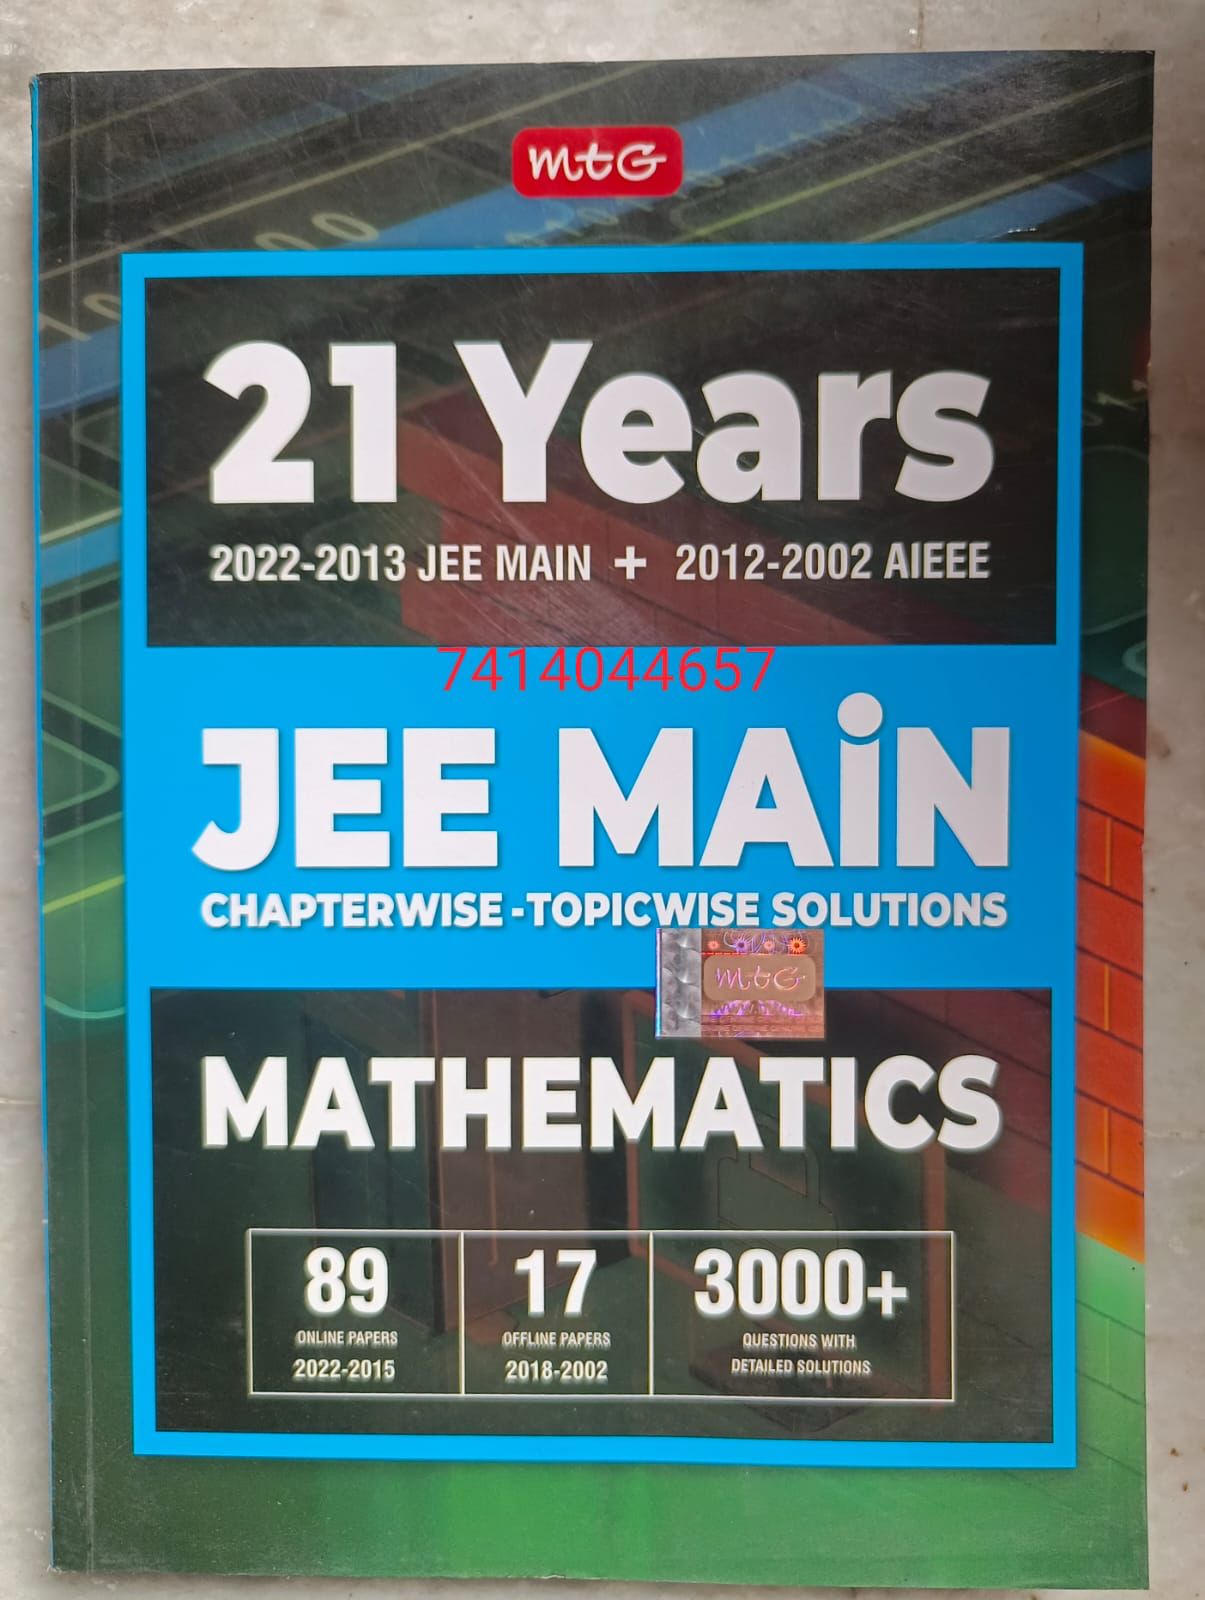 mtG
21 Years
2022-2013 JEE MAIN + 2012-2002 AIEEE
7414044657
JEE MAiN
CHAPTERWISE - TOPICWISE SOLUTIONS
mtG
MATHEMATICS
89
ONLINE PAPERS
2022-2015
17
OFFLINE PAPERS
2018-2002
3000+
QUESTIONS WITH
DETAILED SOLUTIONS